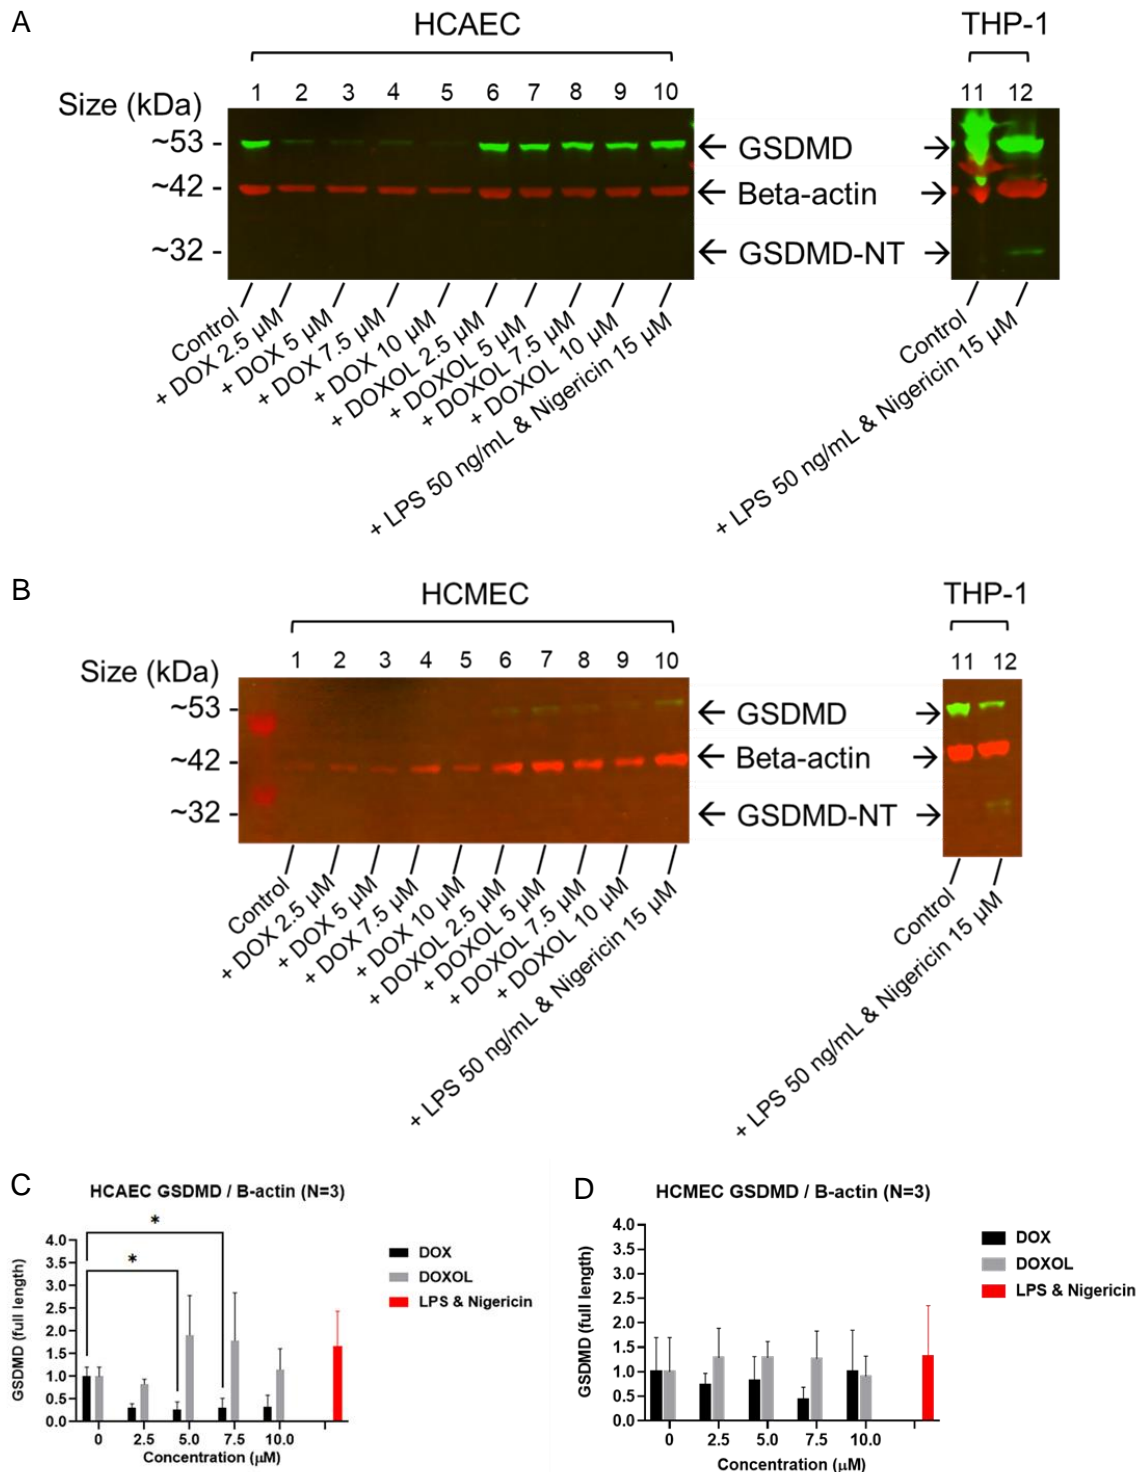 A
HCAEC
THP-1
Size (kDa)
1 2 3 4 5 6 7 8 9 10
11 12
~53 -
← GSDMD →
~42 -
← Beta-actin →
~32 -
← GSDMD-NT →
Control
+ DOX 2.5 µM
+ DOX 5 µM
+ DOX 7.5 µM
+ DOX 10 µM
+ DOXOL 2.5 µM
+ DOXOL 5 µM
+ DOXOL 7.5 µM
+ DOXOL 10 µM
+ LPS 50 ng/mL & Nigericin 15 µM
Control
+ LPS 50 ng/mL & Nigericin 15 µM
B
HCMEC
THP-1
Size (kDa)
1 2 3 4 5 6 7 8 9 10
11 12
~53 -
← GSDMD →
~42 -
← Beta-actin →
~32 -
← GSDMD-NT →
Control
+ DOX 2.5 µM
+ DOX 5 µM
+ DOX 7.5 µM
+ DOX 10 µM
+ DOXOL 2.5 µM
+ DOXOL 5 µM
+ DOXOL 7.5 µM
+ DOXOL 10 µM
+ LPS 50 ng/mL & Nigericin 15 µM
Control
+ LPS 50 ng/mL & Nigericin 15 µM
C
HCAEC GSDMD / B-actin (N=3)
GSDMD (full length)
4.0
3.5
3.0
2.5
2.0
1.5
1.0
0.5
0.0
*
*
0 2.5 5.0 7.5 10.0
Concentration (µM)
DOX
DOXOL
LPS & Nigericin
D
HCMEC GSDMD / B-actin (N=3)
GSDMD (full length)
4.0
3.5
3.0
2.5
2.0
1.5
1.0
0.5
0.0
0 2.5 5.0 7.5 10.0
Concentration (µM)
DOX
DOXOL
LPS & Nigericin